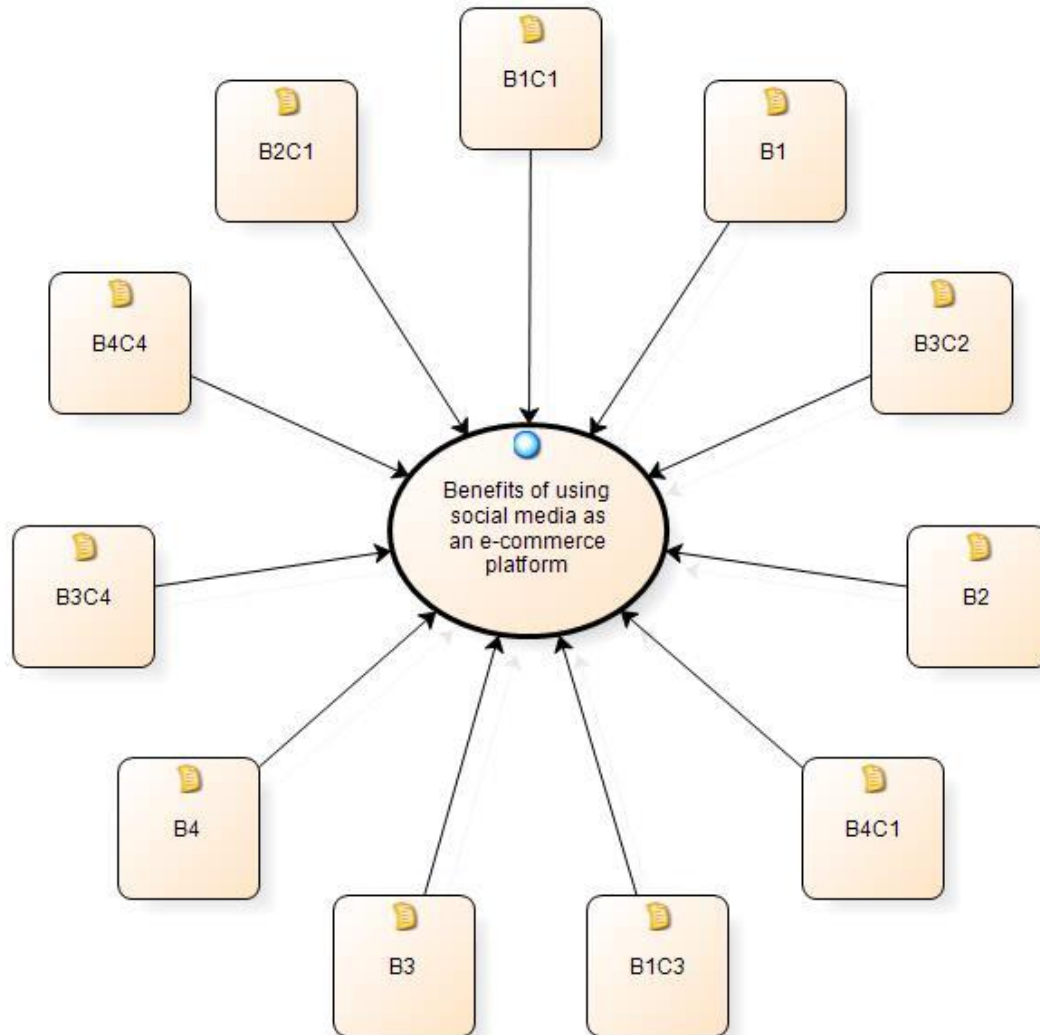 B1C1
B2C1
B1
B4C4
B3C2
Benefits of using
social media as
an e-commerce
platform
B3C4
B2
B4
B4C1
B3
B1C3